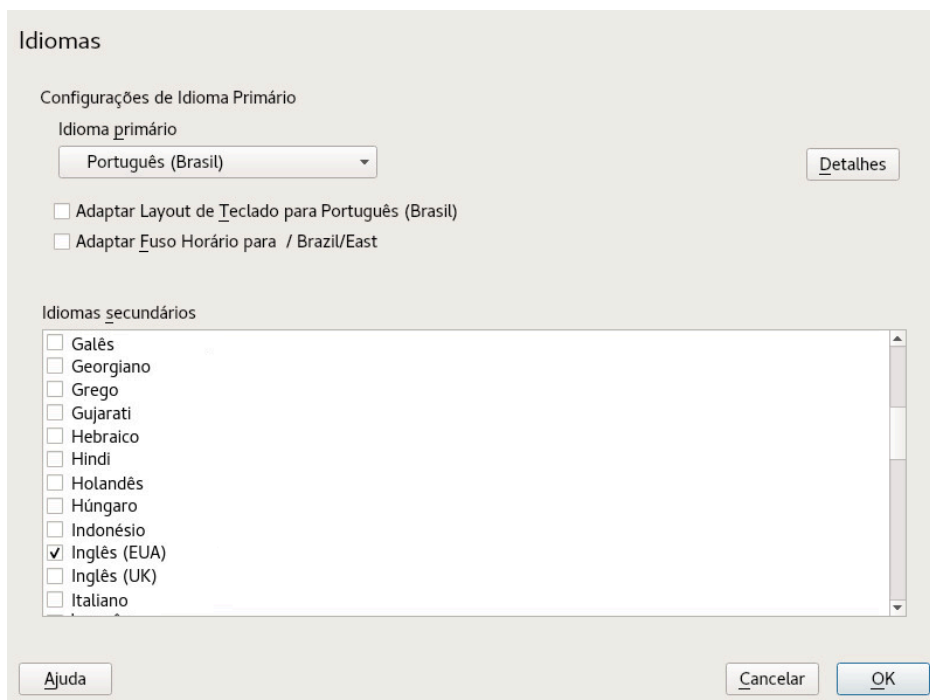 Idiomas
Configurações de Idioma Primário
Idioma primário
Português (Brasil)
Detalhes
Adaptar Layout de Teclado para Português (Brasil)
Adaptar Fuso Horário para / Brazil/East
Idiomas secundários
Galês
Georgiano
Grego
Gujarati
Hebraico
Hindi
Holandês
Húngaro
Indonésio
Inglês (EUA)
Inglês (UK)
Italiano
Ajuda
Cancelar
OK